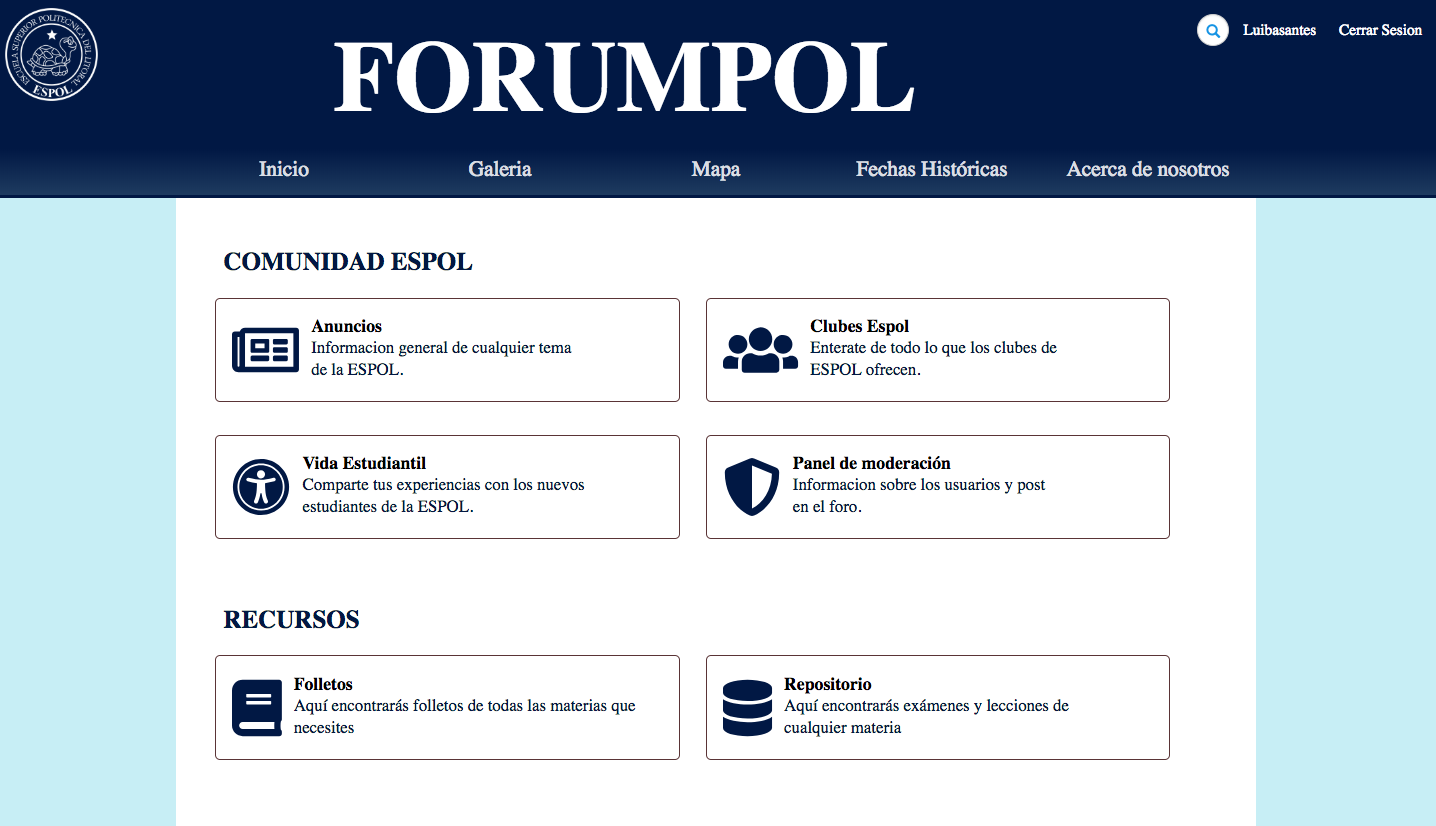 ESCUELA SUPERIOR POLITECNICA DEL LITORAL
ESPOL
FORUMPOL
Luibasantes
Cerrar Sesion
Inicio
Galeria
Mapa
Fechas Históricas
Acerca de nosotros
COMUNIDAD ESPOL
Anuncios
Informacion general de cualquier tema
de la ESPOL.
Clubes Espol
Enterate de todo lo que los clubes de
ESPOL ofrecen.
Vida Estudiantil
Comparte tus experiencias con los nuevos
estudiantes de la ESPOL.
Panel de moderación
Informacion sobre los usuarios y post
en el foro.
RECURSOS
Folletos
Aquí encontrarás folletos de todas las materias que
necesites
Repositorio
Aquí encontrarás exámenes y lecciones de
cualquier materia